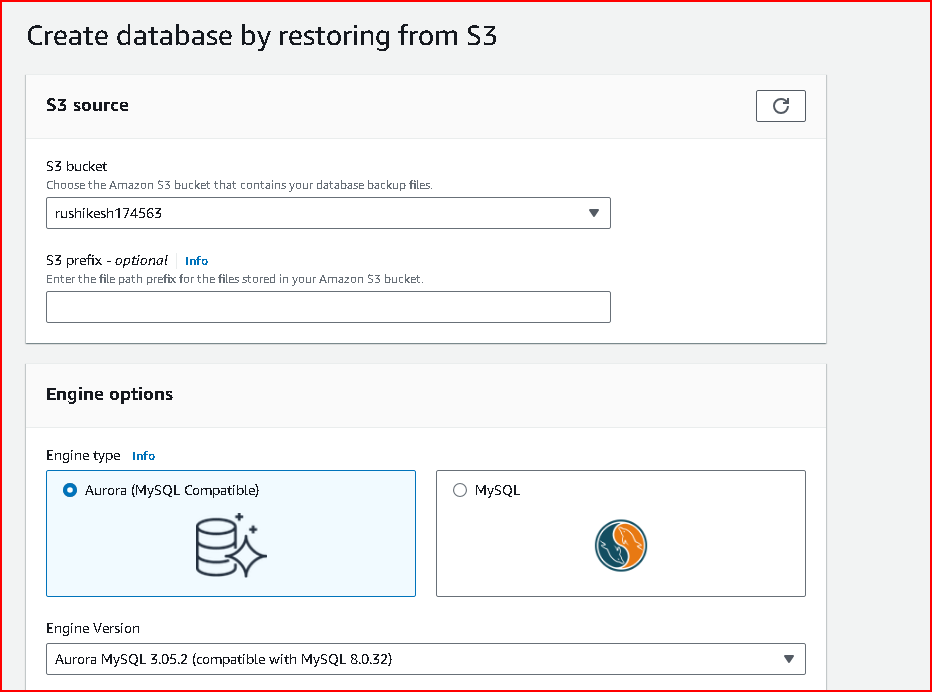 Create database by restoring from S3
S3 source
S3 bucket
Choose the Amazon S3 bucket that contains your database backup files.
rushikesh174563
S3 prefix - optional Info
Enter the file path prefix for the files stored in your Amazon S3 bucket.
Engine options
Engine type Info
Aurora (MySQL Compatible) MySQL
Engine Version
Aurora MySQL 3.05.2 (compatible with MySQL 8.0.32)